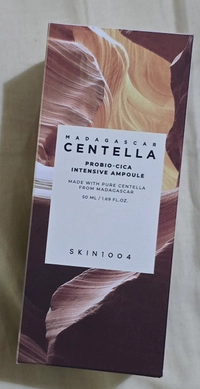 MADAGASCAR
CENTELLA
PROBIO-CICA
INTENSIVE AMPOULE
MADE WITH PURE CENTELLA
FROM MADAGASCAR
50 ML / 1.69 FL.OZ.
SKIN1004